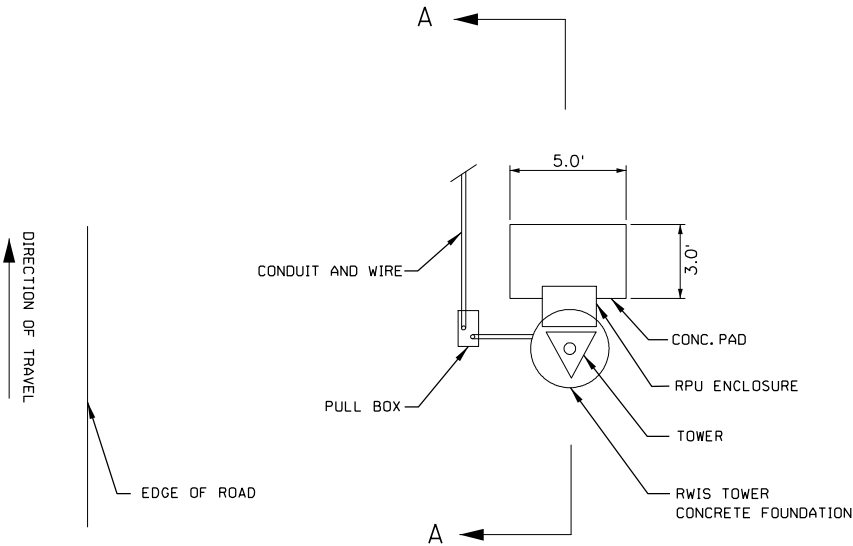 A
5.0'
3.0'
DIRECTION OF TRAVEL
CONDUIT AND WIRE
CONC. PAD
RPU ENCLOSURE
PULL BOX
TOWER
EDGE OF ROAD
RWIS TOWER
CONCRETE FOUNDATION
A